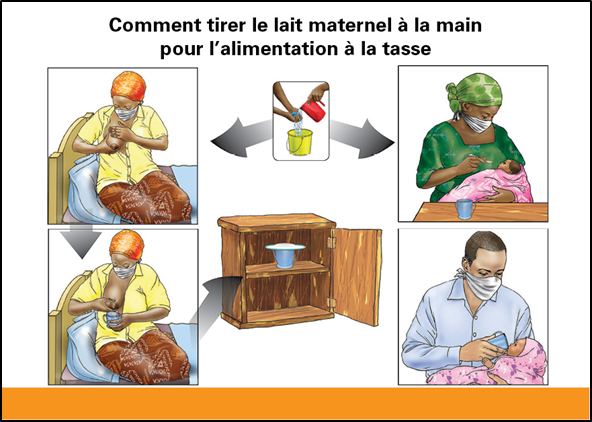 Comment tirer le lait maternel à la main
pour l’alimentation à la tasse